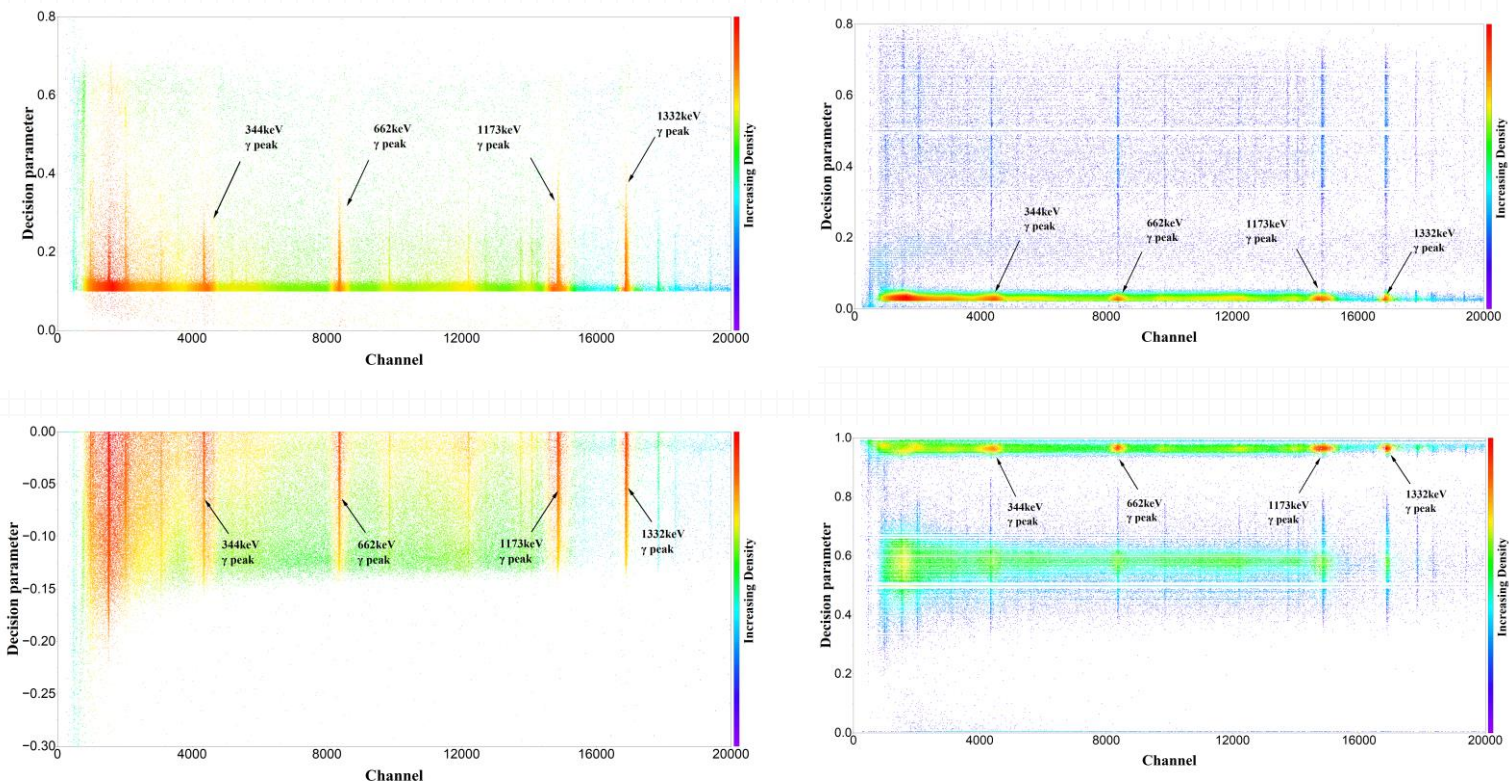 0.8
0.6
0.4
0.2
0.0
Decision parameter
344keV
γ peak
662keV
γ peak
1173keV
γ peak
1332keV
γ peak
0
4000
8000
12000
16000
20000
Channel
Increasing Density
0.8
0.6
0.4
0.2
0.0
Decision parameter
344keV
γ peak
662keV
γ peak
1173keV
γ peak
1332keV
γ peak
0
4000
8000
12000
16000
20000
Channel
Increasing Density
0.00
−0.05
−0.10
−0.15
−0.20
−0.25
−0.30
Decision parameter
344keV
γ peak
662keV
γ peak
1173keV
γ peak
1332keV
γ peak
0
4000
8000
12000
16000
20000
Channel
Increasing Density
1.0
0.8
0.6
0.4
0.2
0.0
Decision parameter
344keV
γ peak
662keV
γ peak
1173keV
γ peak
1332keV
γ peak
0
4000
8000
12000
16000
20000
Channel
Increasing Density